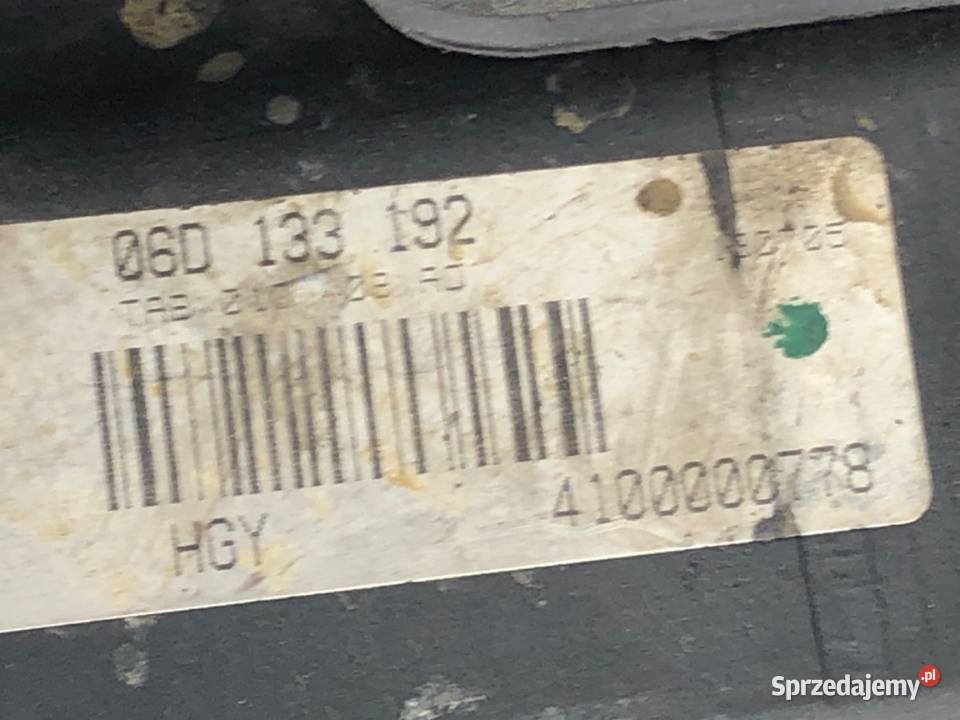 06D 133 192
HGY
4100000778
Sprzedajemy.pl